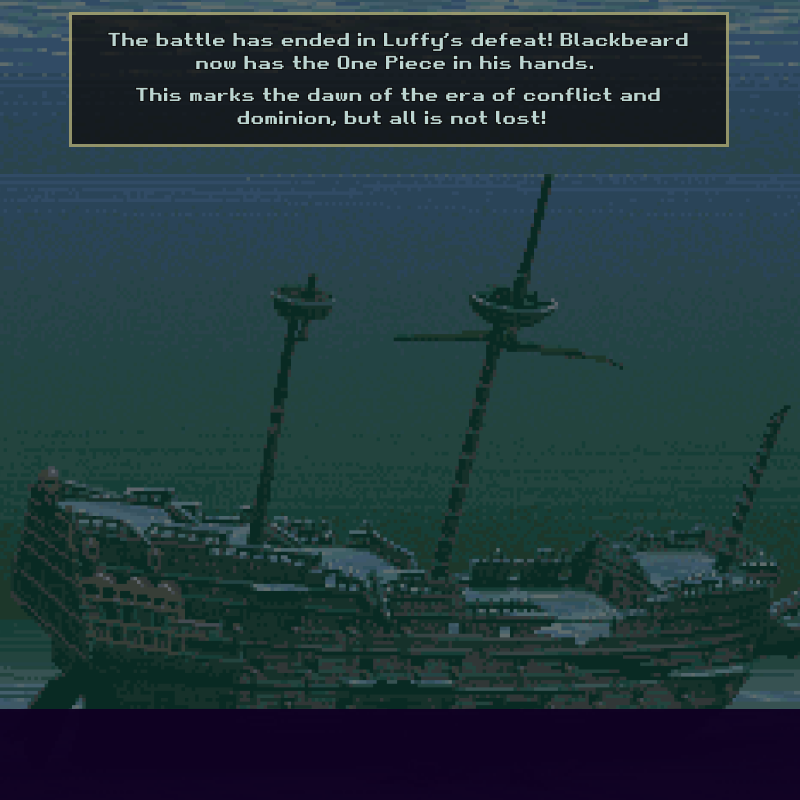 The battle has ended in Luffy's defeat! Blackbeard
now has the One Piece in his hands.
This marks the dawn of the era of conflict and
dominion, but all is not lost!